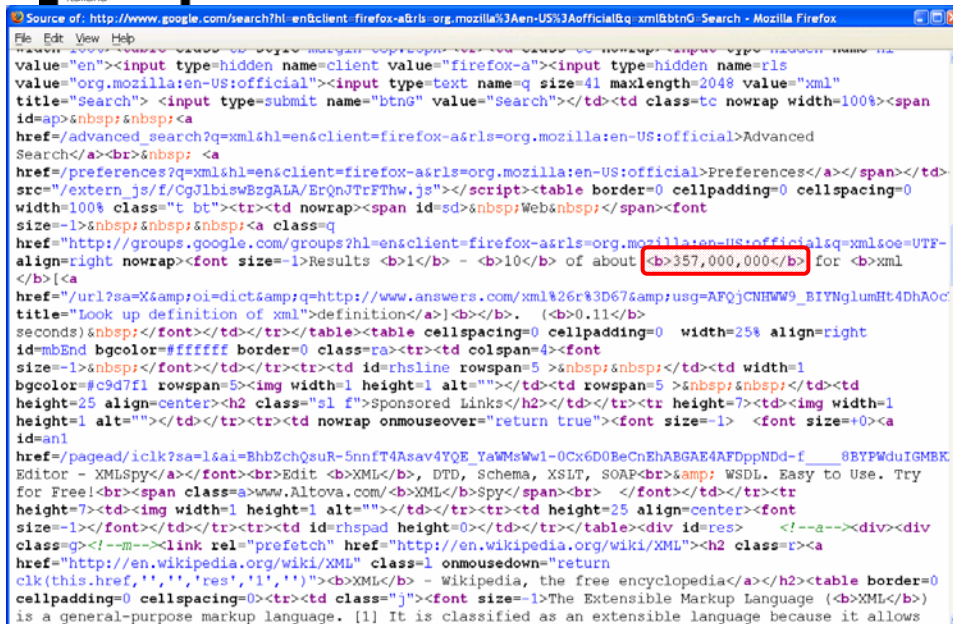 Source of: http://www.google.com/search?hl=en&client=firefox-a&rls=org.mozilla%3Aen-US%3Aofficial&q=xml&btnG=Search - Mozilla Firefox
File Edit View Help
value="en"><input type=hidden name=client value="firefox-a"><input type=hidden name=rls
value="org.mozilla:en-US:official"><input type=text name=q size=41 maxlength=2048 value="xml"
title="Search"> <input type=submit name="btnG" value="Search"></td><td class=tc nowrap width=100%><span
id=ap>&nbsp;&nbsp;<a
href=/advanced_search?q=xml&hl=en&client=firefox-a&rls=org.mozilla:en-US:official>Advanced
Search</a><br>&nbsp; <a
href=/preferences?q=xml&hl=en&client=firefox-a&rls=org.mozilla:en-US:official>Preferences</a></span></td>
src="/extern_js/f/CgJlbiswBzgALA/ErQnJTrFThw.js"></script><table border=0 cellpadding=0 cellspacing=0
width=100% class="t bt"><tr><td nowrap><span id=sd>&nbsp;Web&nbsp;</span><font
size=-1>&nbsp;&nbsp;&nbsp;<a class=q
href="http://groups.google.com/groups?hl=en&client=firefox-a&rls=org.mozilla:en-US:official&q=xml&oe=UTF-
align=right nowrap><font size=-1>Results <b>1</b> - <b>10</b> of about <b>357,000,000</b> for <b>xml
</b>[<a
href="/url?sa=X&amp;oi=dict&amp;q=http://www.answers.com/xml%26r%3D67&amp;usg=AFQjCNHWW9_BIYNglumHt4DhAOc
title="Look up definition of xml">definition</a>]<b></b>. (<b>0.11</b>
seconds)&nbsp;</font></td></tr></table><table cellspacing=0 cellpadding=0 width=25% align=right
id=mbEnd bgcolor=#ffffff border=0 class=ra><tr><td colspan=4><font
size=-1>&nbsp;</font></td></tr><tr><td id=rhsline rowspan=5 >&nbsp;&nbsp;</td><td width=1
bgcolor=#c9d7f1 rowspan=5><img width=1 height=1 alt=""></td><td rowspan=5 >&nbsp;&nbsp;</td><td
height=25 align=center><h2 class="sl f">Sponsored Links</h2></td></tr><tr height=7><td><img width=1
height=1 alt=""></td></tr><tr><td nowrap onmouseover="return true"><font size=-1> <font size=+0><a
id=an1
href=/pagead/iclk?sa=l&ai=BhbZchQsuR-5nnfT4Asav4YQE_YaWMsWw1-0Cx6D0BeCnEhABGAE4AFDppNDd-f____8BYPWduIGMBK
Editor - XMLSpy</a></font><br>Edit <b>XML</b>, DTD, Schema, XSLT, SOAP<br>&amp; WSDL. Easy to Use. Try
for Free!<br><span class=a>www.Altova.com/<b>XML</b>Spy</span><br> </font></td></tr><tr
height=7><td><img width=1 height=1 alt=""></td></tr><tr><td height=25 align=center><font
size=-1></font></td></tr><tr><td id=rhspad height=0></td></tr></table><div id=res> <!--a--><div><div
class=g><!--m--><link rel="prefetch" href="http://en.wikipedia.org/wiki/XML"><h2 class=r><a
href="http://en.wikipedia.org/wiki/XML" class=l onmousedown="return
clk(this.href,'','','res','1','')"><b>XML</b> - Wikipedia, the free encyclopedia</a></h2><table border=0
cellpadding=0 cellspacing=0><tr><td class="j"><font size=-1>The Extensible Markup Language (<b>XML</b>)
is a general-purpose markup language. [1] It is classified as an extensible language because it allows